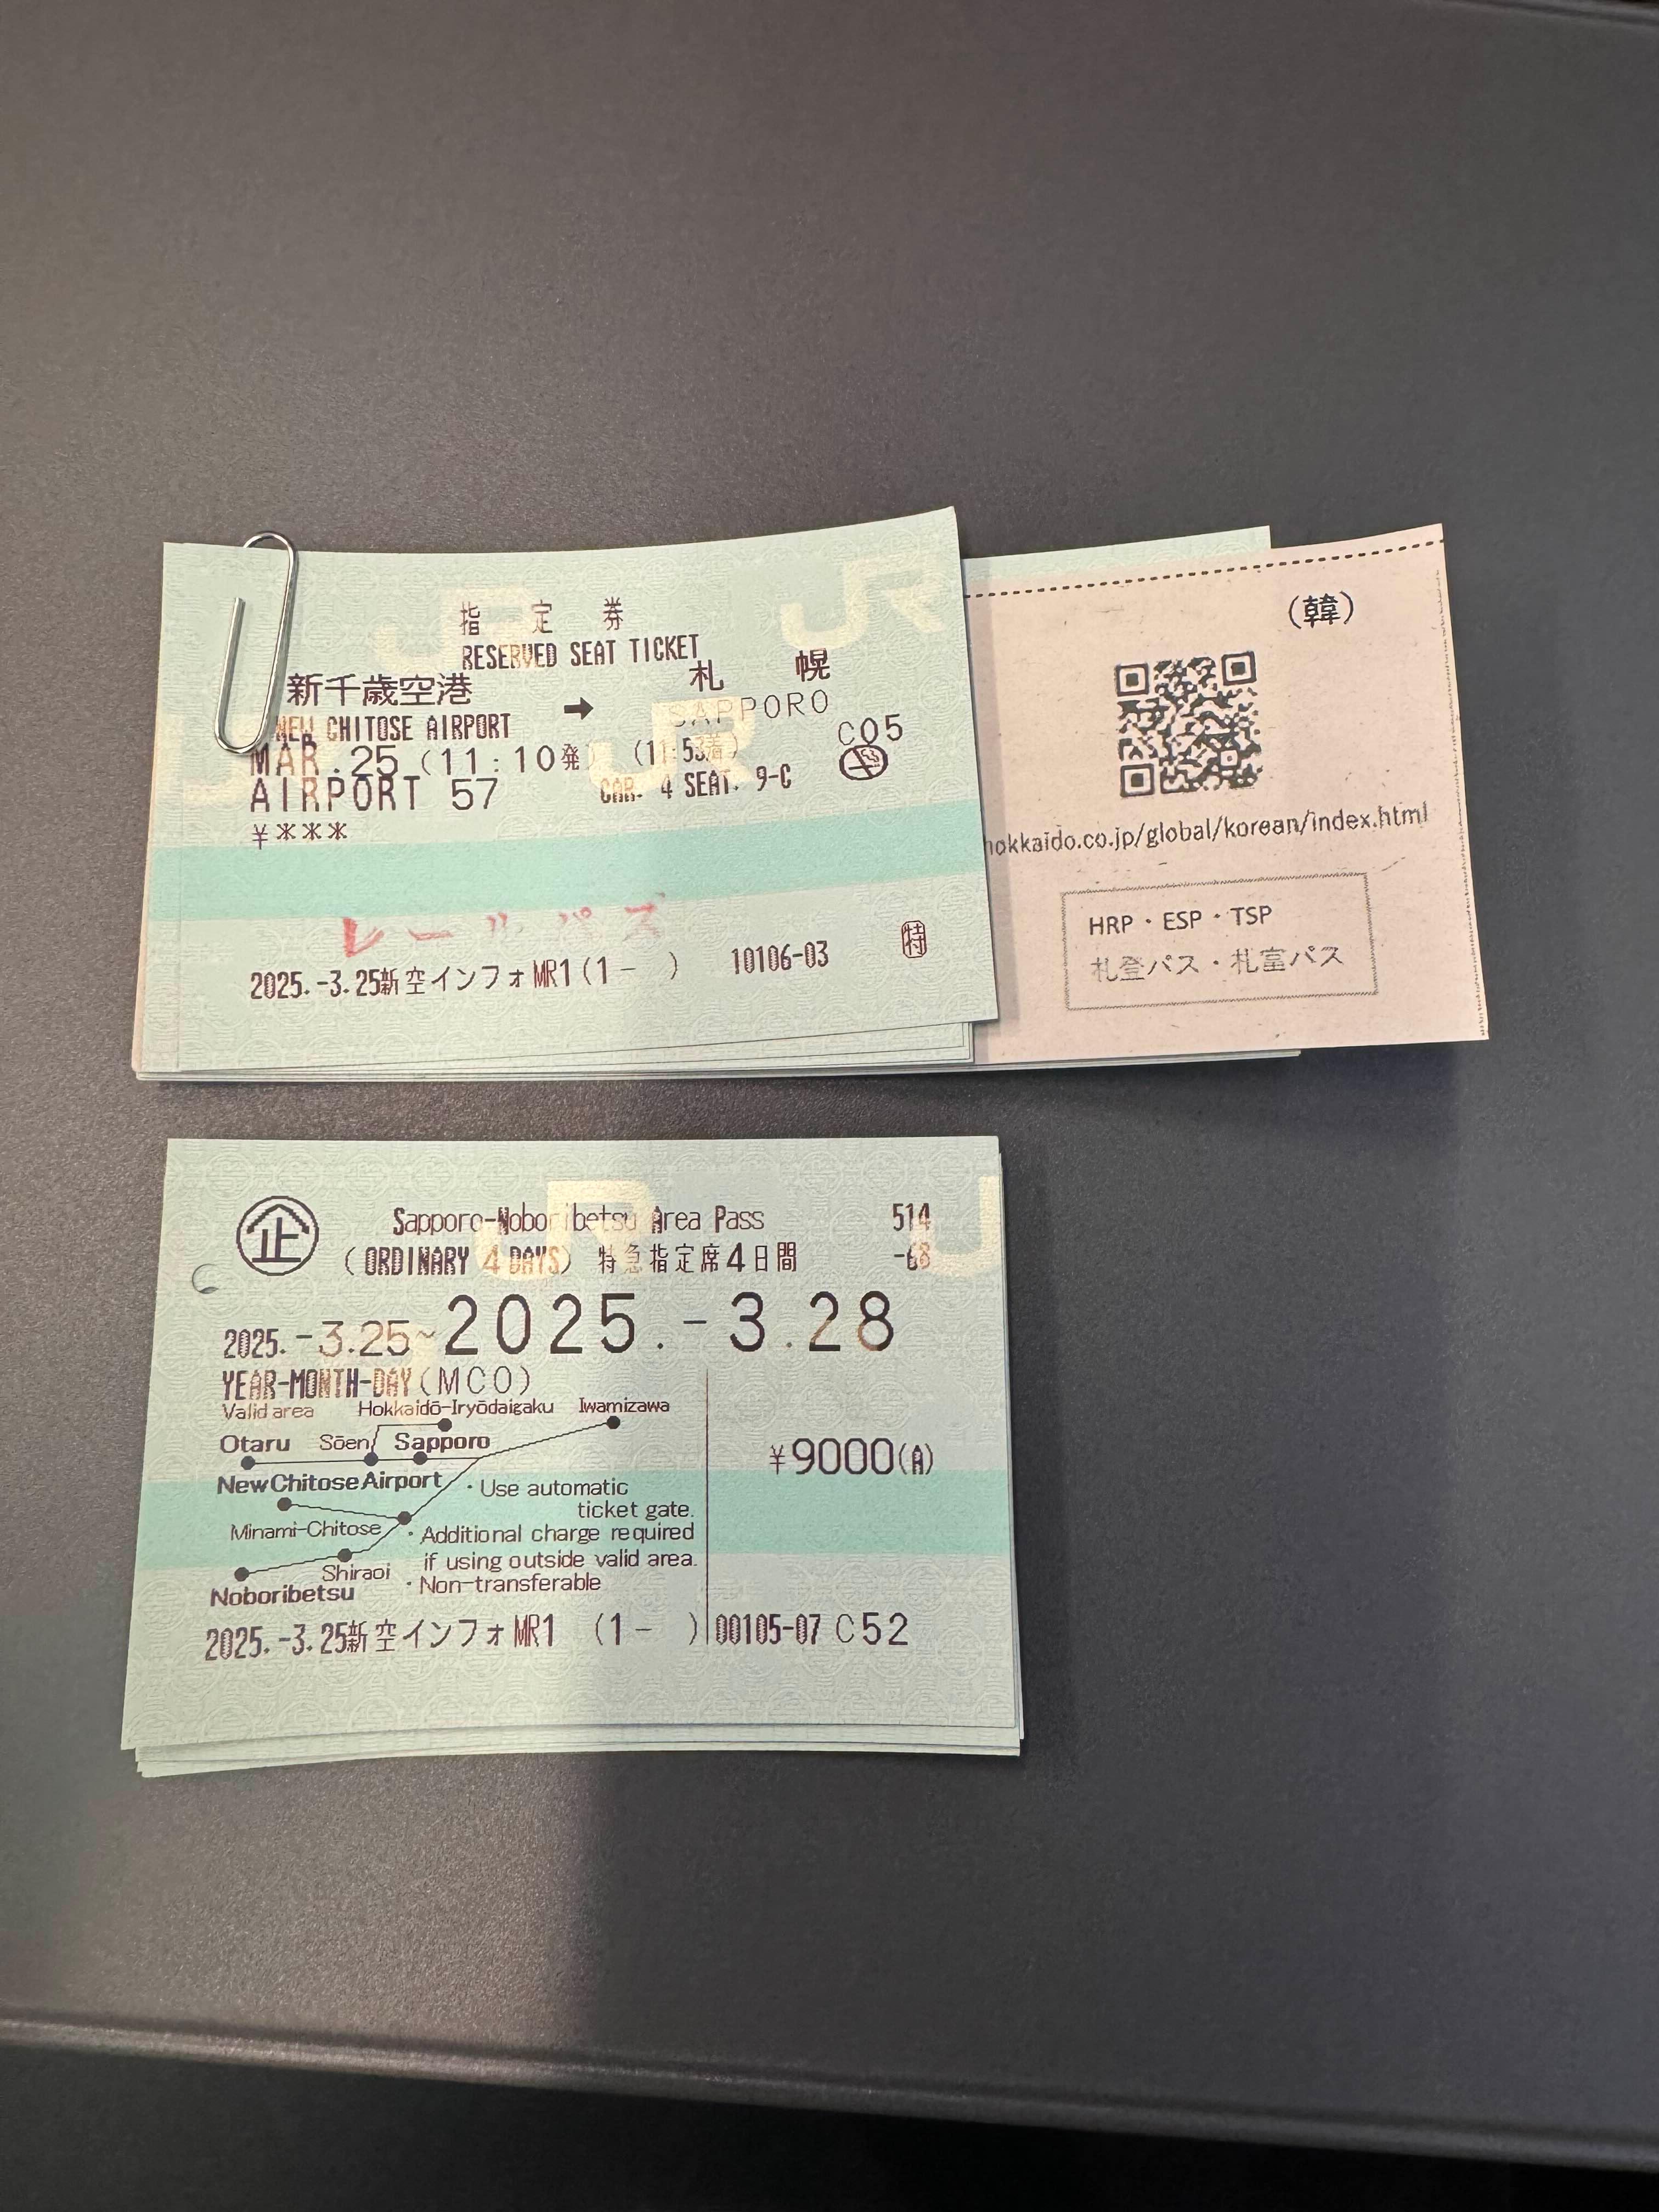 指 定 券
RESERVED SEAT TICKET
新千歳空港 → 札 幌
NEW CHITOSE AIRPORT SAPPORO
C05
MAR.25 (11:10発) (11:53着)
AIRPORT 57 CAR. 4 SEAT. 9-C
¥***
レールパス
2025.-3.25新空インフォMR1(1- ) 10106-03 特
JR
(韓)
hokkaido.co.jp/global/korean/index.html
HRP・ESP・TSP
札登パス・札富パス
企 Sapporo-Noboribetsu Area Pass 514
(ORDINARY 4 DAYS) 特急指定席4日間 -68
2025.-3.25~2025.-3.28
YEAR-MONTH-DAY(MCO)
Valid area Hokkaidō-Iryōdaigaku Iwamizawa
Otaru Sōen Sapporo
¥9000(A)
New Chitose Airport ・Use automatic
ticket gate.
Minami-Chitose ・Additional charge required
if using outside valid area.
Shiraoi ・Non-transferable
Noboribetsu
2025.-3.25新空インフォMR1 (1- ) 00105-07 C52